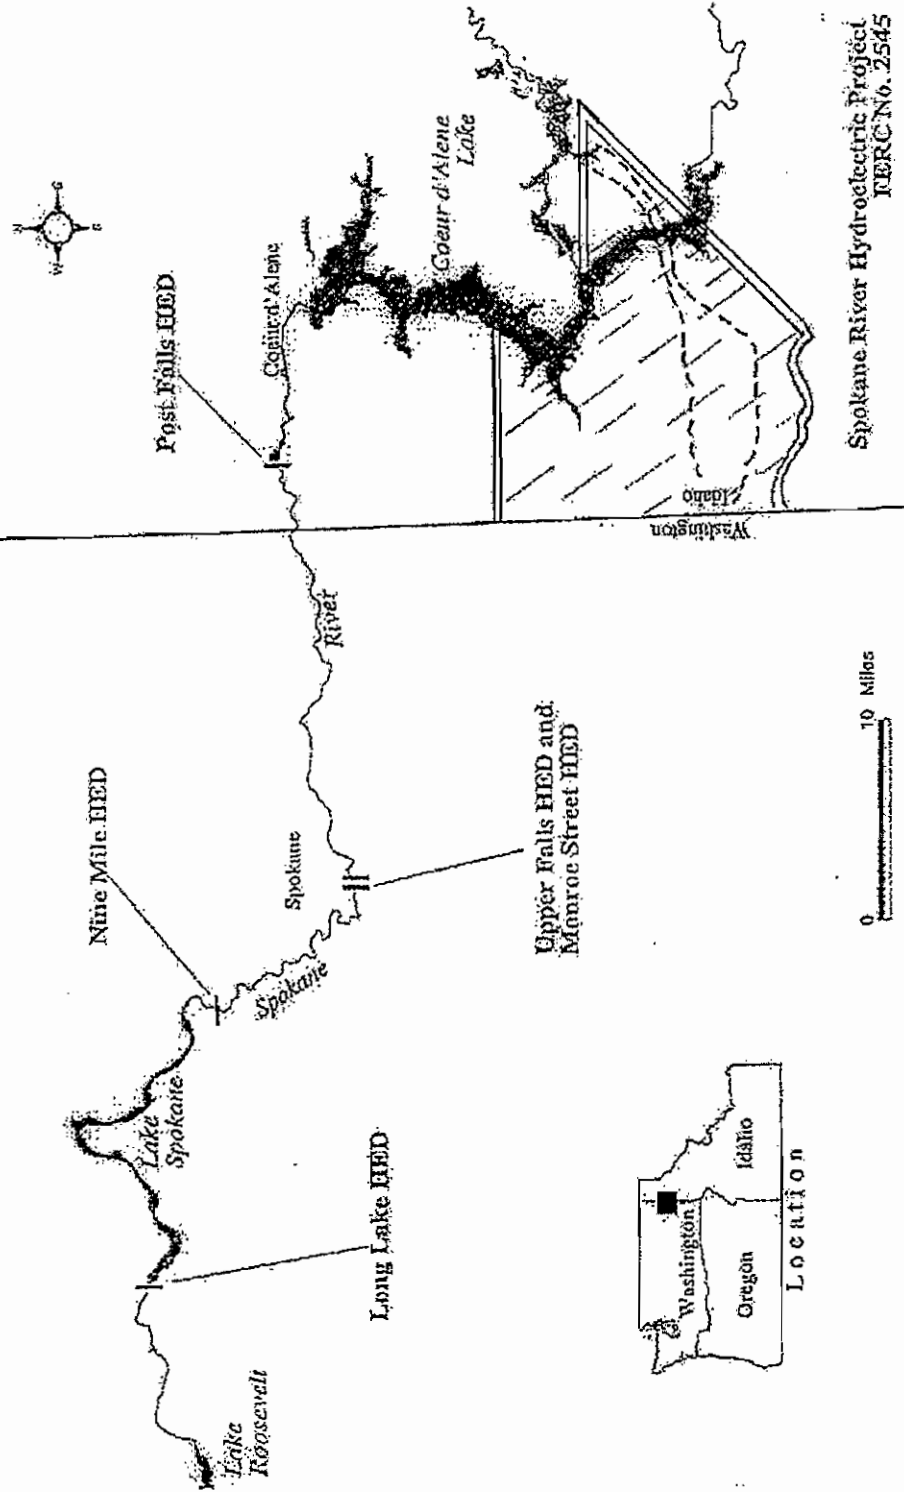 N
W
S
Post Falls HED
Coeur d'Alene
Coeur d'Alene
Lake
Nine Mile HED
Spokane
River
Spokane
Lake
Spokane
Long Lake HED
Upper Falls HED and
Monroe Street HED
Lake
Roosevelt
Idaho
Washington
Washington
Oregon
Idaho
Location
0 10 Miles
Spokane River Hydroelectric Project
FERC No. 2545